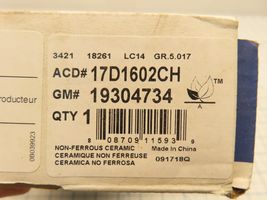 3421 18261 LC14 GR.5.017
ACD# 17D1602CH
TM
GM# 19304734
A
QTY 1
roducteur
8 08709 11593 9
DB039923
NON-FERROUS CERAMIC Made in China
CERAMIQUE NON FERREUSE
CERAMICA NO FERROSA 091718Q